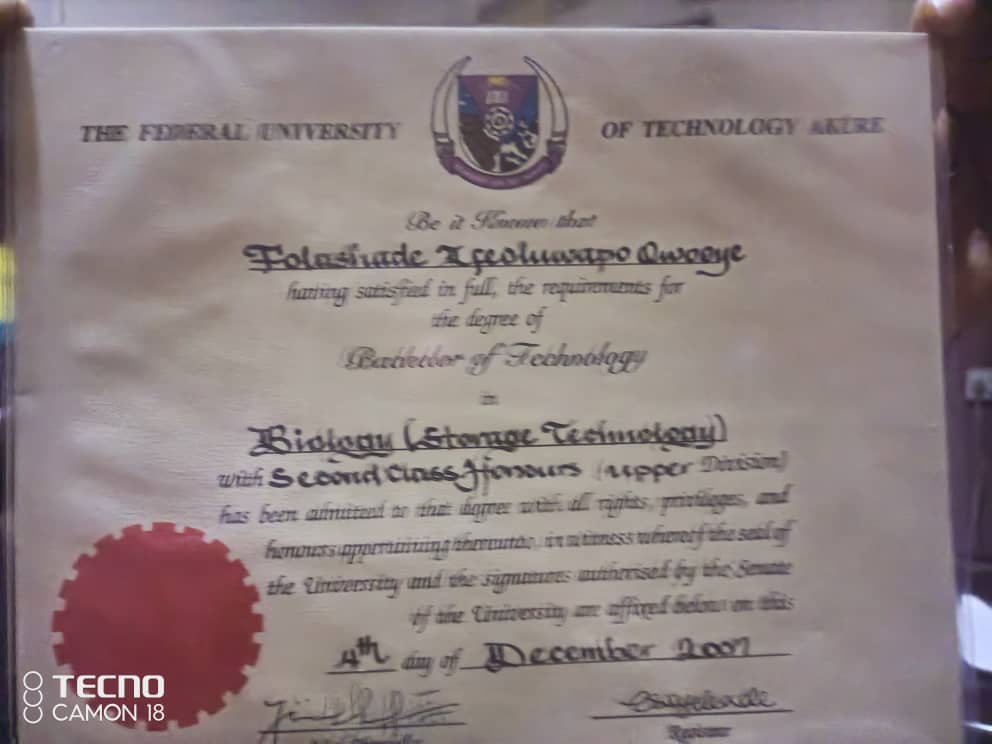 THE FEDERAL UNIVERSITY OF TECHNOLOGY AKURE
Be it Known that
Folashade Ifeoluwapo Owoeye
having satisfied in full, the requirements for
the degree of
Bachelor of Technology
in
Biology (Storage Technology)
with Second Class Honours (upper Division)
has been admitted to that degree with all rights, privileges, and
honours appertaining thereunto, in witness whereof the seal of
the University and the signatures authorised by the Senate
of the University are affixed below on this
4th day of December 2007
Registrar
TECNO
CAMON 18